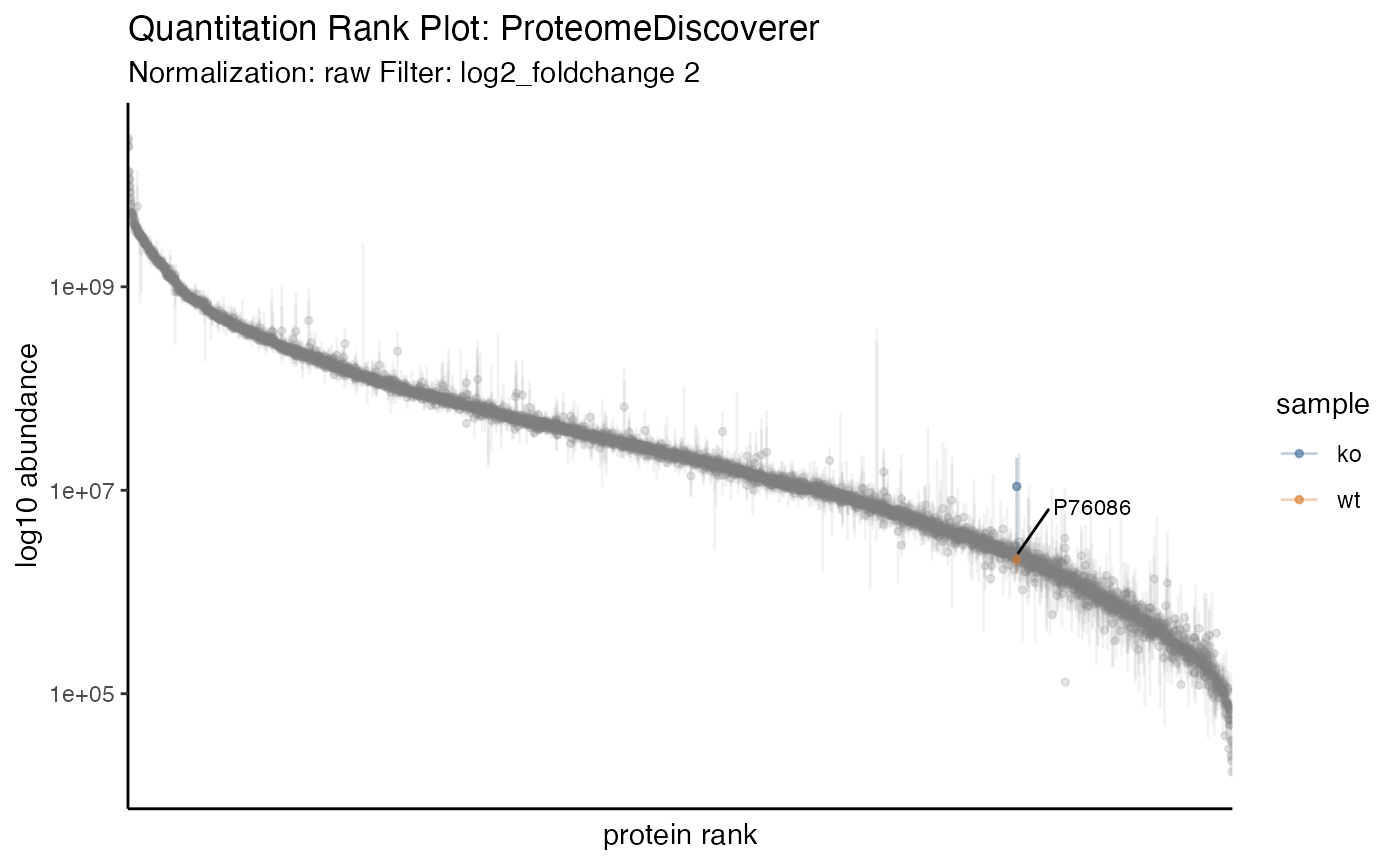 Quantitation Rank Plot: ProteomeDiscoverer
Normalization: raw Filter: log2_foldchange 2
log10 abundance
1e+09
1e+07
1e+05
P76086
protein rank
sample
ko
wt